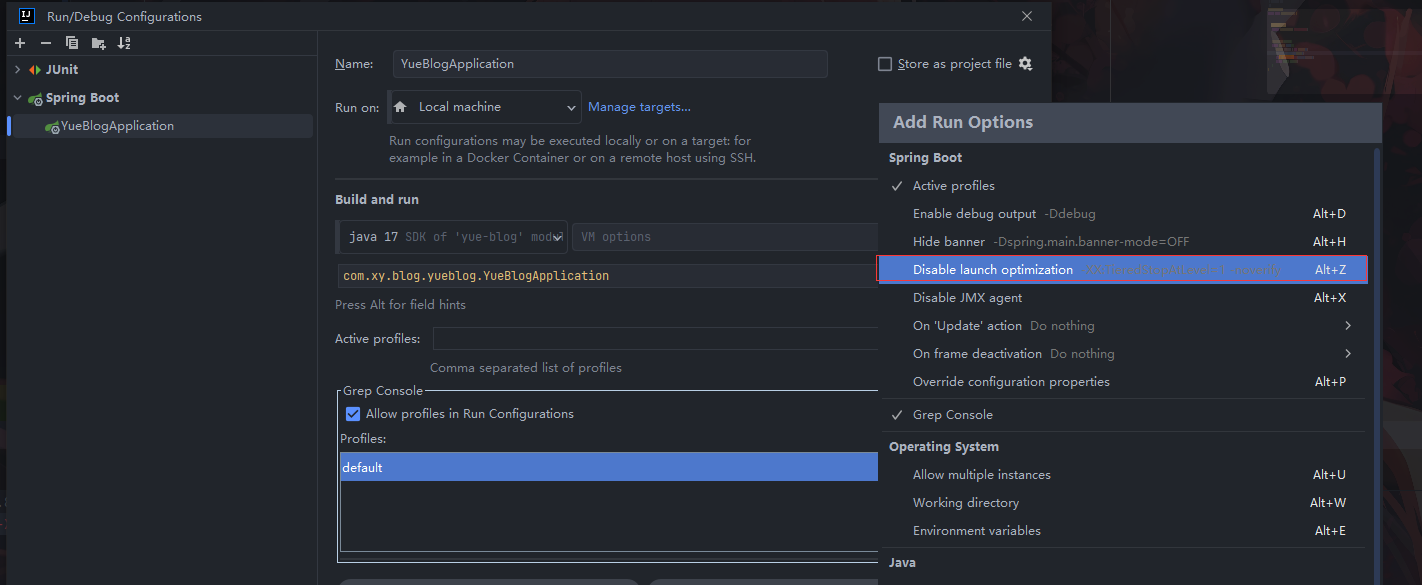 Run/Debug Configurations
JUnit
Spring Boot
YueBlogApplication
Name: YueBlogApplication
Store as project file
Run on: Local machine Manage targets...
Run configurations may be executed locally or on a target: for
example in a Docker Container or on a remote host using SSH.
Build and run
java 17 SDK of 'yue-blog' modul VM options
com.xy.blog.yueblog.YueBlogApplication
Press Alt for field hints
Active profiles:
Comma separated list of profiles
Grep Console
Allow profiles in Run Configurations
Profiles:
default
Add Run Options
Spring Boot
Active profiles
Enable debug output -Ddebug Alt+D
Hide banner -Dspring.main.banner-mode=OFF Alt+H
Disable launch optimization Alt+Z
Disable JMX agent Alt+X
On 'Update' action Do nothing
On frame deactivation Do nothing
Override configuration properties Alt+P
Grep Console
Operating System
Allow multiple instances Alt+U
Working directory Alt+W
Environment variables Alt+E
Java